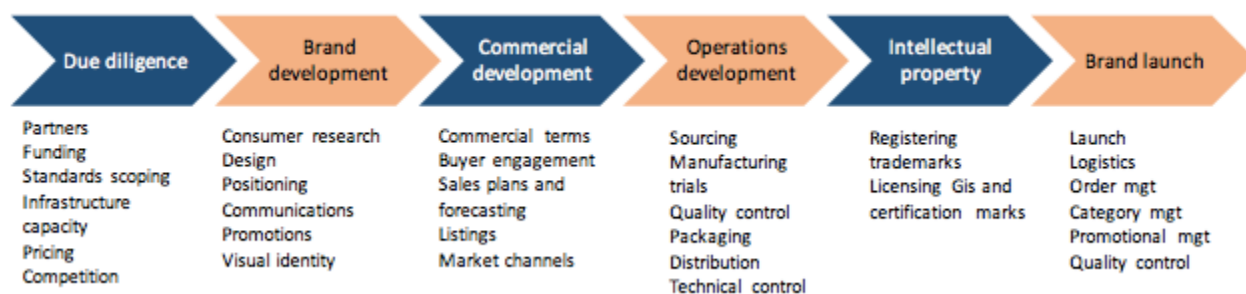 Due diligence
Brand
development
Commercial
development
Operations
development
Intellectual
property
Brand launch
Partners
Funding
Standards scoping
Infrastructure
capacity
Pricing
Competition
Consumer research
Design
Positioning
Communications
Promotions
Visual identity
Commercial terms
Buyer engagement
Sales plans and
forecasting
Listings
Market channels
Sourcing
Manufacturing
trials
Quality control
Packaging
Distribution
Technical control
Registering
trademarks
Licensing Gis and
certification marks
Launch
Logistics
Order mgt
Category mgt
Promotional mgt
Quality control